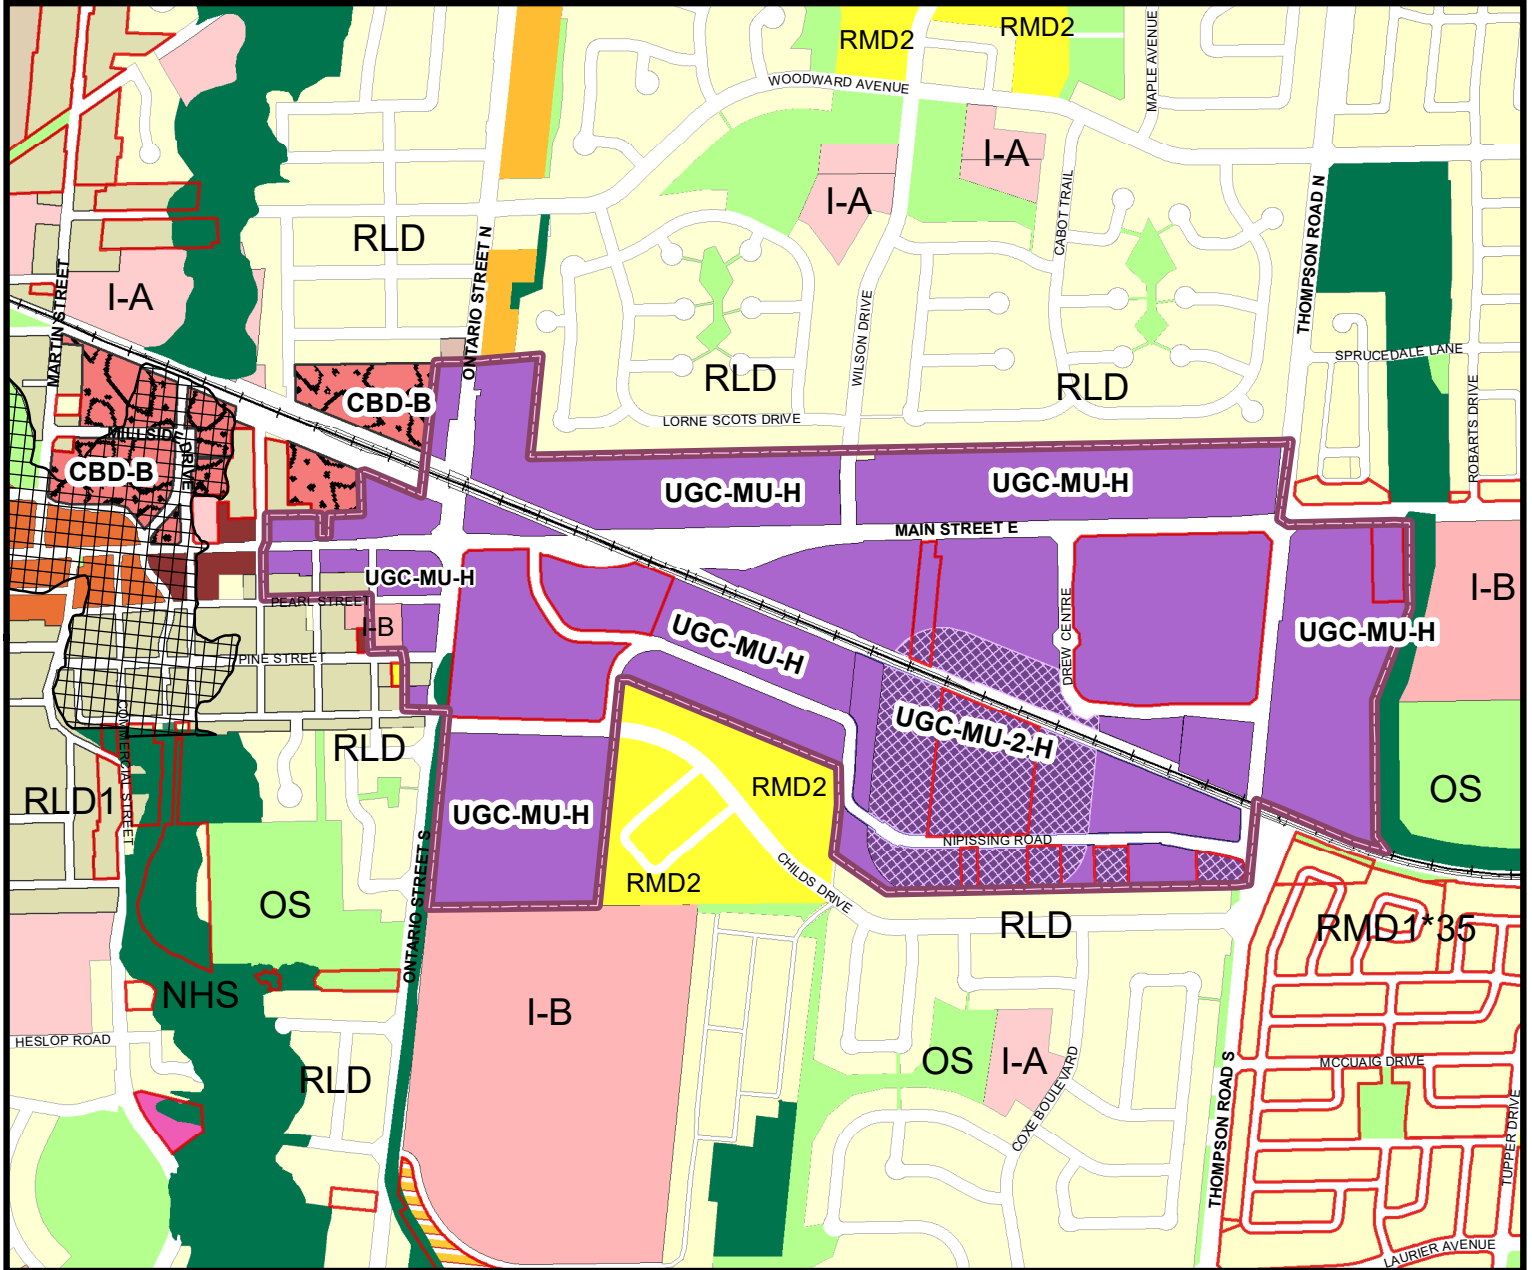 RMD2
RMD2
WOODWARD AVENUE
MAPLE AVENUE
I-A
I-A
CABOT TRAIL
THOMPSON ROAD N
RLD
ONTARIO STREET N
I-A
MARTIN STREET
WILSON DRIVE
SPRUCEDALE LANE
RLD
RLD
ROBARTS DRIVE
CBD-B
LORNE SCOTS DRIVE
MILLSIDE DRIVE
CBD-B
UGC-MU-H
UGC-MU-H
MAIN STREET E
UGC-MU-H
I-B
PEARL STREET
I-B
DREW CENTRE
UGC-MU-H
UGC-MU-H
PINE STREET
COMMERCIAL STREET
UGC-MU-2-H
RLD
RMD2
OS
RLD1
UGC-MU-H
NIPISSING ROAD
CHILDS DRIVE
RMD2
ONTARIO STREET S
OS
RLD
RMD1*35
NHS
I-B
HESLOP ROAD
OS
I-A
MCCUAIG DRIVE
RLD
COXE BOULEVARD
THOMPSON ROAD S
TUPPER DRIVE
LAURIER AVENUE